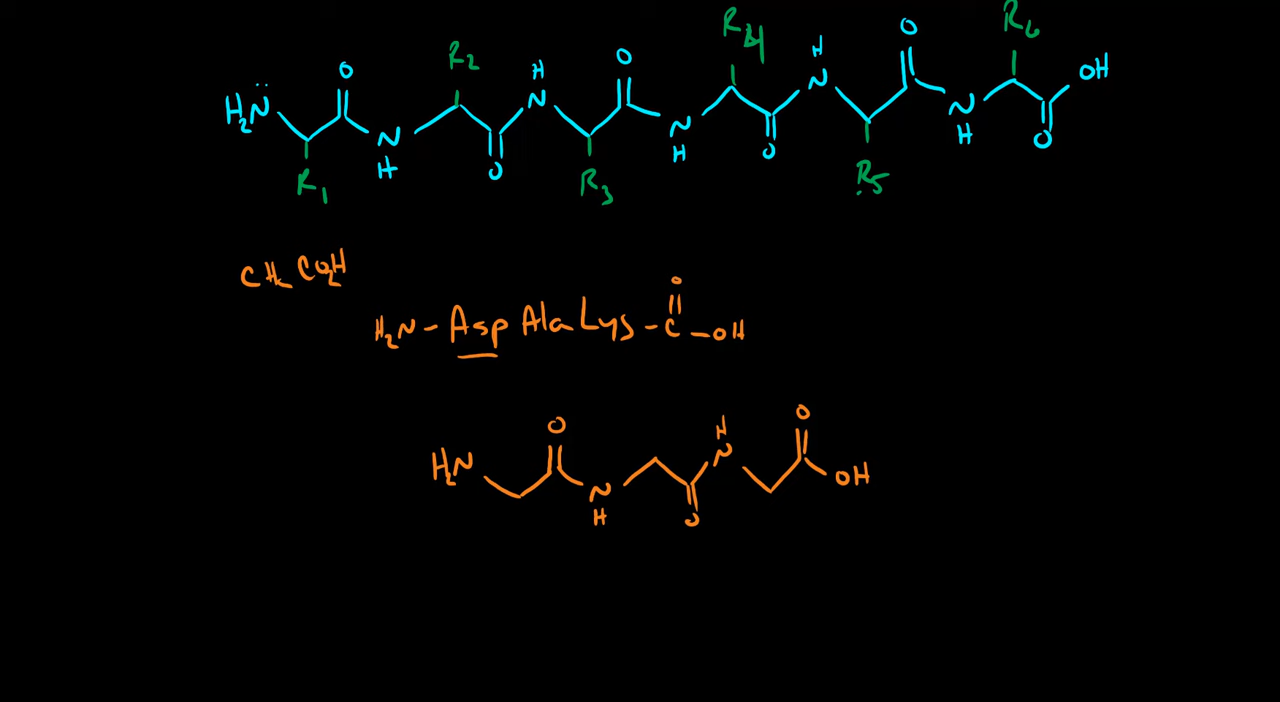 H₂N̈ O N H R₁ R₂ O H N R₃ O N H R4 O H N R5 O N H R6 O OH
CH₂CO₂H
H₂N-Asp Ala Lys-C-OH
O
H₂N O N H O H N O OH